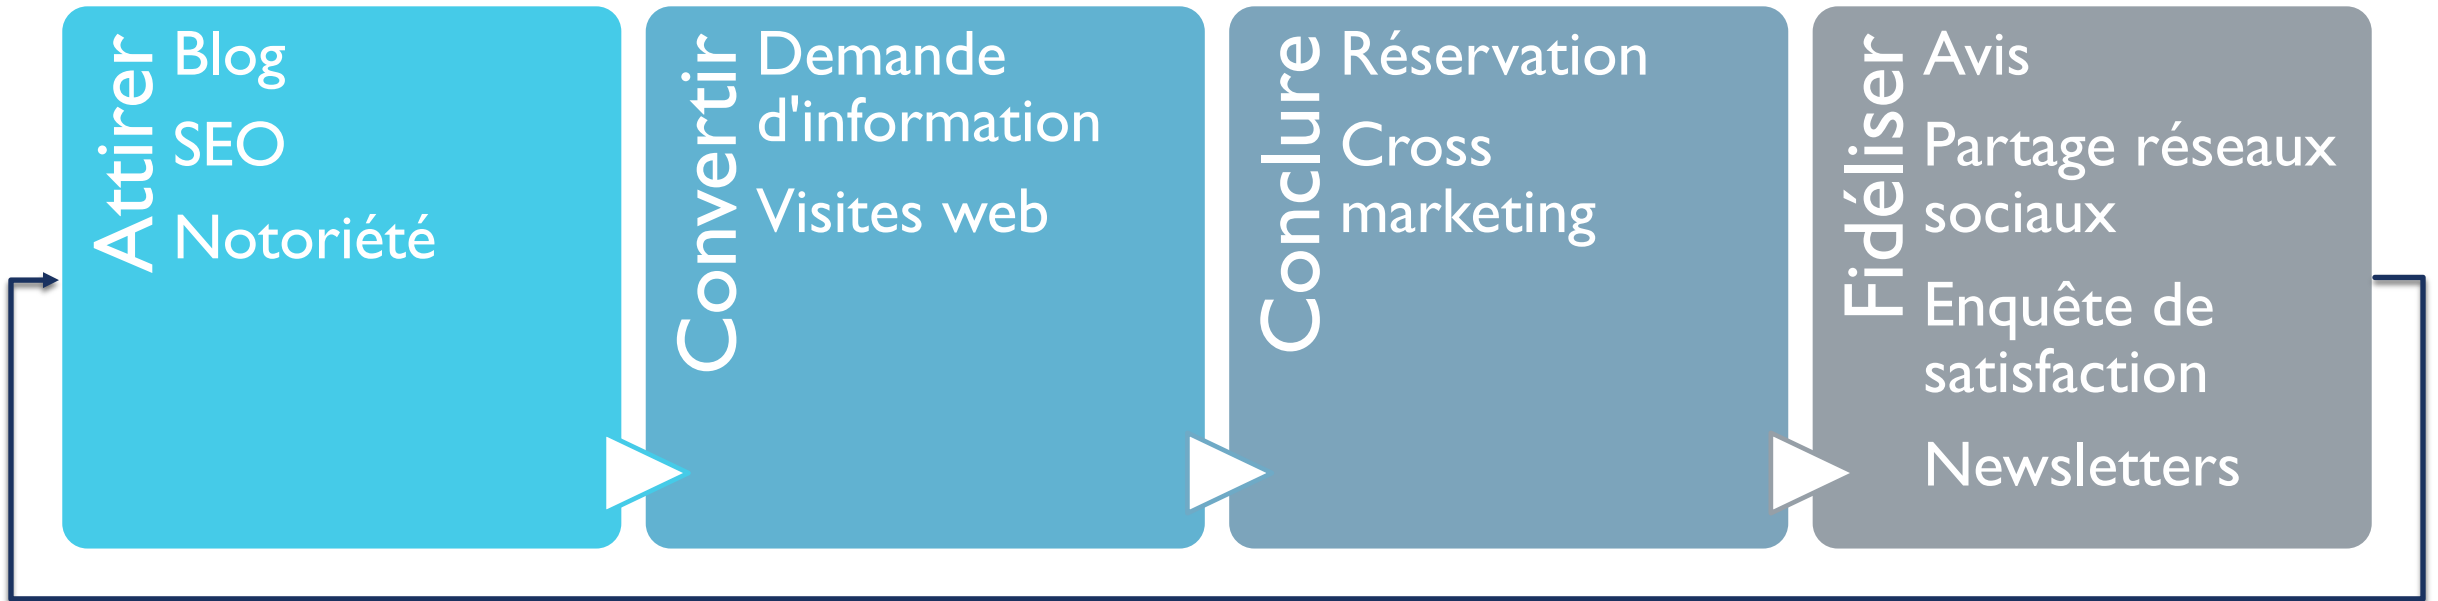 Attirer
Blog
SEO
Notoriété
Convertir
Demande
d'information
Visites web
Conclure
Réservation
Cross
marketing
Fidéliser
Avis
Partage réseaux
sociaux
Enquête de
satisfaction
Newsletters